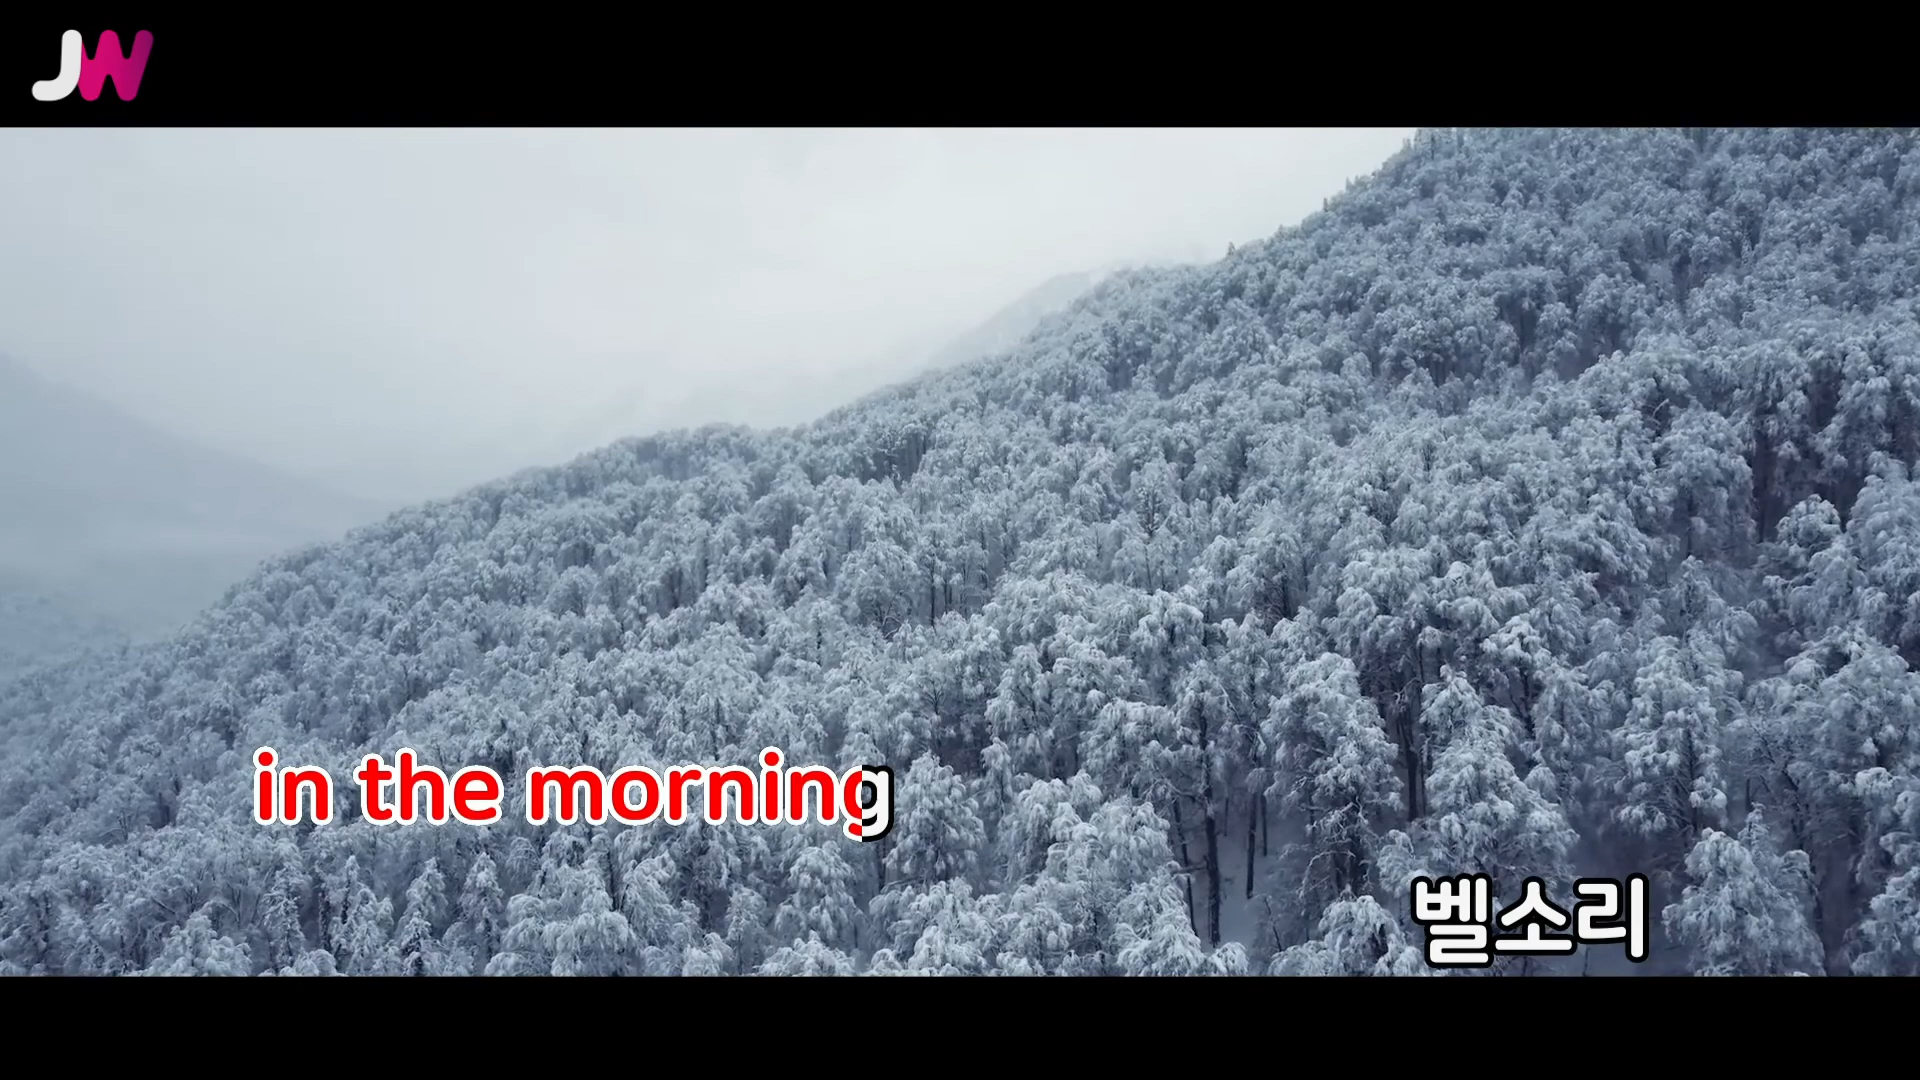 JW
in the morning
벨소리